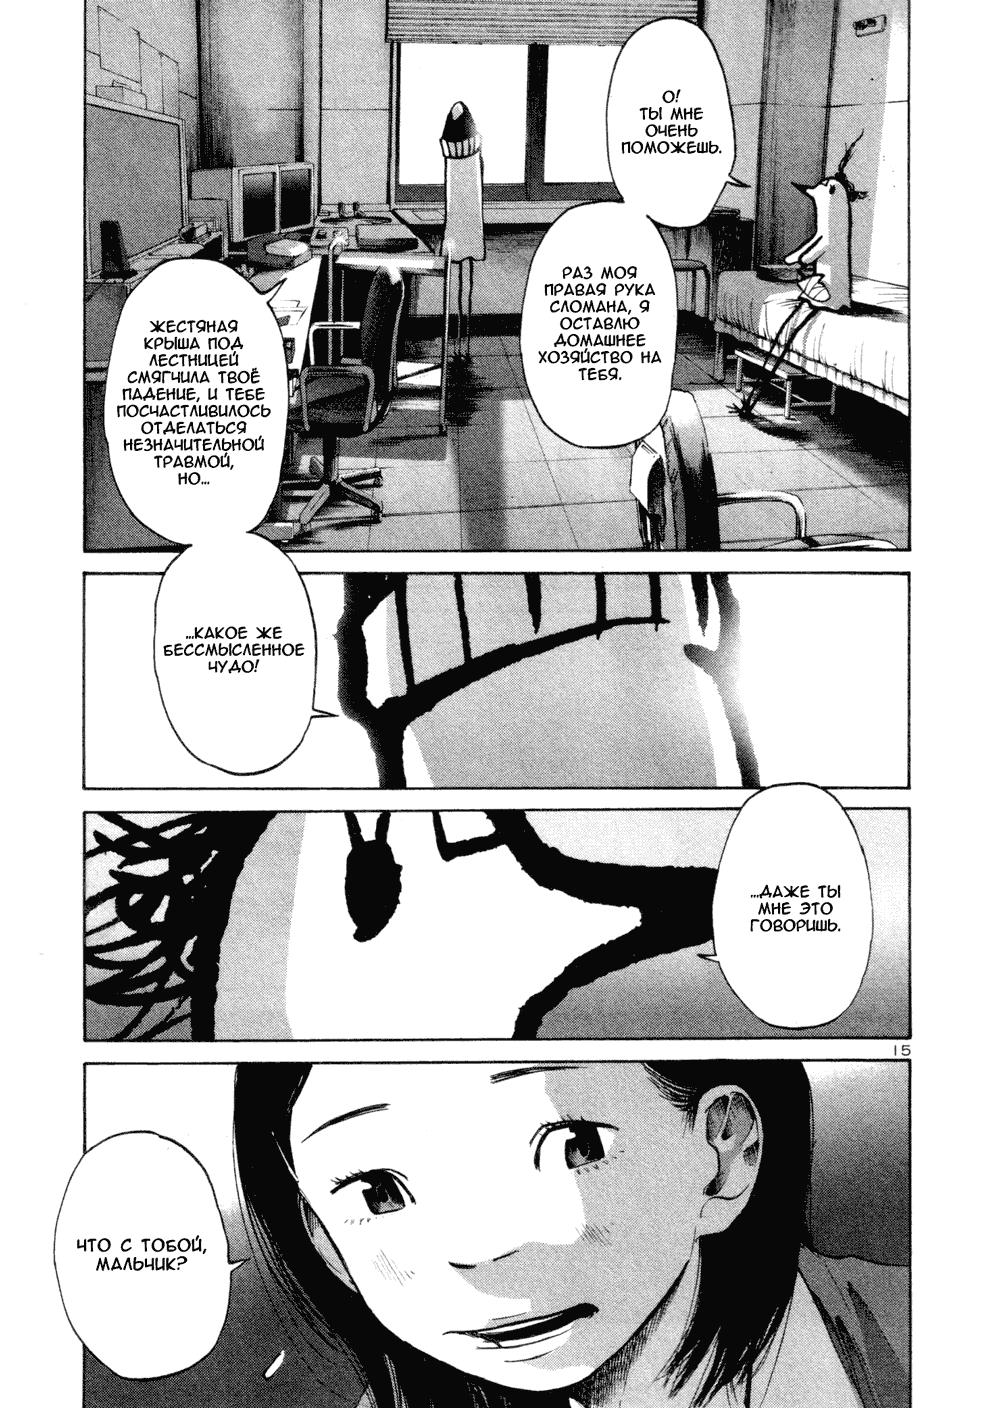 О!
ТЫ МНЕ
ОЧЕНЬ
ПОМОЖЕШЬ.
РАЗ МОЯ
ПРАВАЯ РУКА
СЛОМАНА, Я
ОСТАВЛЮ
ДОМАШНЕЕ
ХОЗЯЙСТВО НА
ТЕБЯ.
ЖЕСТЯНАЯ
КРЫША ПОД
ЛЕСТНИЦЕЙ
СМЯГЧИЛА ТВОЁ
ПАДЕНИЕ, И ТЕБЕ
ПОСЧАСТЛИВИЛОСЬ
ОТДЕЛАТЬСЯ
НЕЗНАЧИТЕЛЬНОЙ
ТРАВМОЙ,
НО...
...КАКОЕ ЖЕ
БЕССМЫСЛЕННОЕ
ЧУДО!
...ДАЖЕ ТЫ
МНЕ ЭТО
ГОВОРИШЬ.
15
ЧТО С ТОБОЙ,
МАЛЬЧИК?